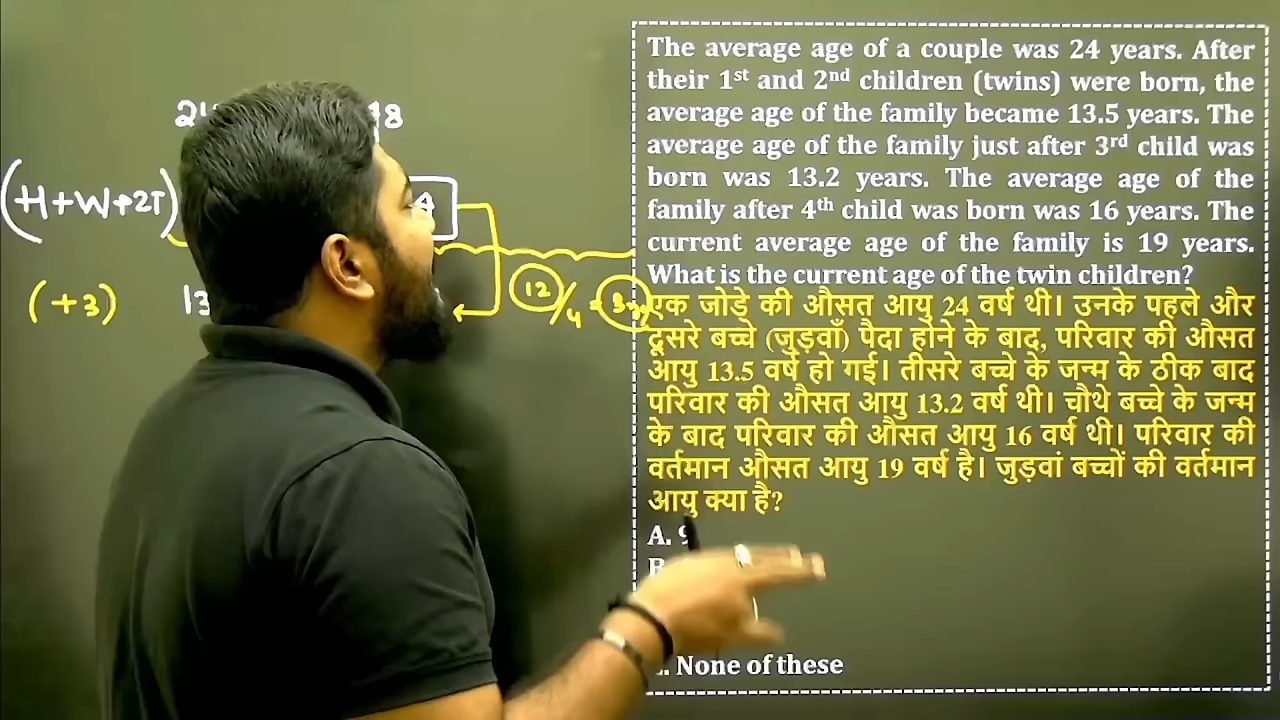 The average age of a couple was 24 years. After
their 1st and 2nd children (twins) were born, the
average age of the family became 13.5 years. The
average age of the family just after 3rd child was
born was 13.2 years. The average age of the
family after 4th child was born was 16 years. The
current average age of the family is 19 years.
What is the current age of the twin children?
एक जोड़े की औसत आयु 24 वर्ष थी। उनके पहले और
दूसरे बच्चे (जुड़वाँ) पैदा होने के बाद, परिवार की औसत
आयु 13.5 वर्ष हो गई। तीसरे बच्चे के जन्म के ठीक बाद
परिवार की औसत आयु 13.2 वर्ष थी। चौथे बच्चे के जन्म
के बाद परिवार की औसत आयु 16 वर्ष थी। परिवार की
वर्तमान औसत आयु 19 वर्ष है। जुड़वां बच्चों की वर्तमान
आयु क्या है?
A. 9
B.
None of these
48
(H+W+2T)
4
(+3) 13 12/4 = 3